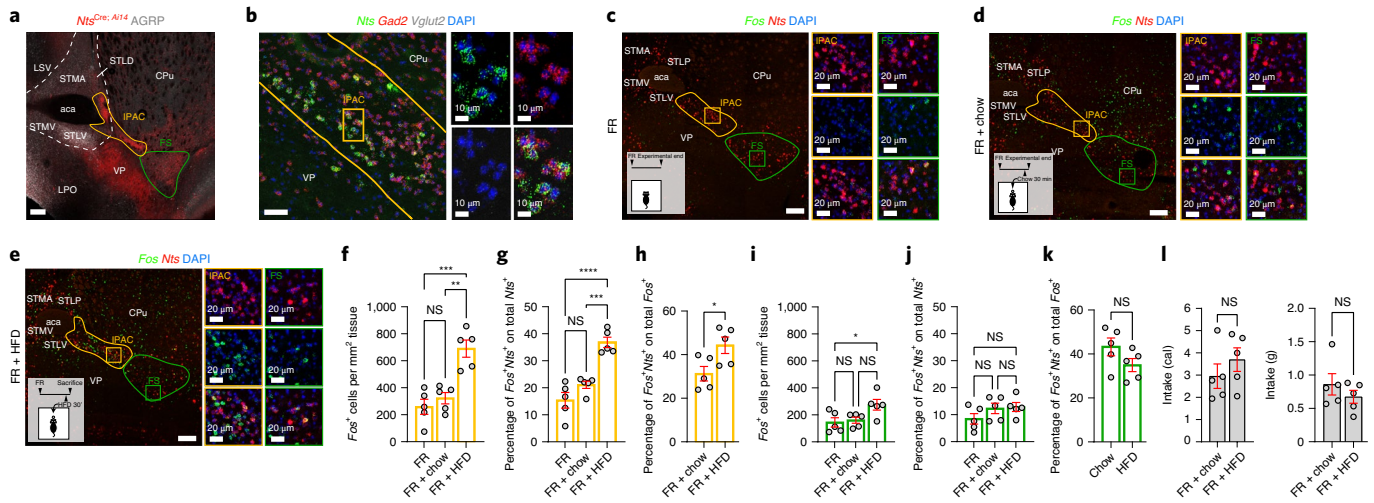 a
Nts^Cre; Ai14 AGRP
LSV
STLD
STMA
CPu
aca
IPAC
STMV
STLV
FS
VP
LPO
b
Nts Gad2 Vglut2 DAPI
CPu
IPAC
VP
10 μm
10 μm
10 μm
10 μm
c
Fos Nts
FR
STMA
STLP
CPu
aca
STMV
IPAC
STLV
VP
FS
FR Experimental end
IPAC
FS
20 μm
20 μm
20 μm
20 μm
20 μm
20 μm
d
Fos Nts DAPI
FR + chow
STMA
STLP
CPu
aca
STMV
IPAC
STLV
VP
FS
FR Experimental end
Chow 30 min
IPAC
FS
20 μm
20 μm
20 μm
20 μm
20 μm
20 μm
e
Fos Nts DAPI
FR + HFD
STMA
STLP
CPu
aca
STMV
IPAC
STLV
VP
FS
FR Sacrifice
HFD 30'
IPAC
FS
20 μm
20 μm
20 μm
20 μm
20 μm
20 μm
f
Fos+ cells per mm2 tissue
1,000
800
600
400
200
0
NS
**
***
FR
FR + chow
FR + HFD
g
Percentage of Fos+Nts+ on total Nts+
50
40
30
20
10
0
NS
***
****
FR
FR + chow
FR + HFD
h
Percentage of Fos+Nts+ on total Fos+
60
40
20
0
*
FR + chow
FR + HFD
i
Fos+ cells per mm2 tissue
1,000
800
600
400
200
0
*
NS NS
FR
FR + chow
FR + HFD
j
Percentage of Fos+Nts+ on total Nts+
50
40
30
20
10
0
NS
NS NS
FR
FR + chow
FR + HFD
k
Percentage of Fos+Nts+ on total Fos+
60
40
20
0
NS
Chow
FR + HFD
l
Intake (cal)
6
5
4
3
2
1
0
NS
FR + chow
FR + HFD
Intake (g)
2.0
1.5
1.0
0.5
0
NS
FR + chow
FR + HFD